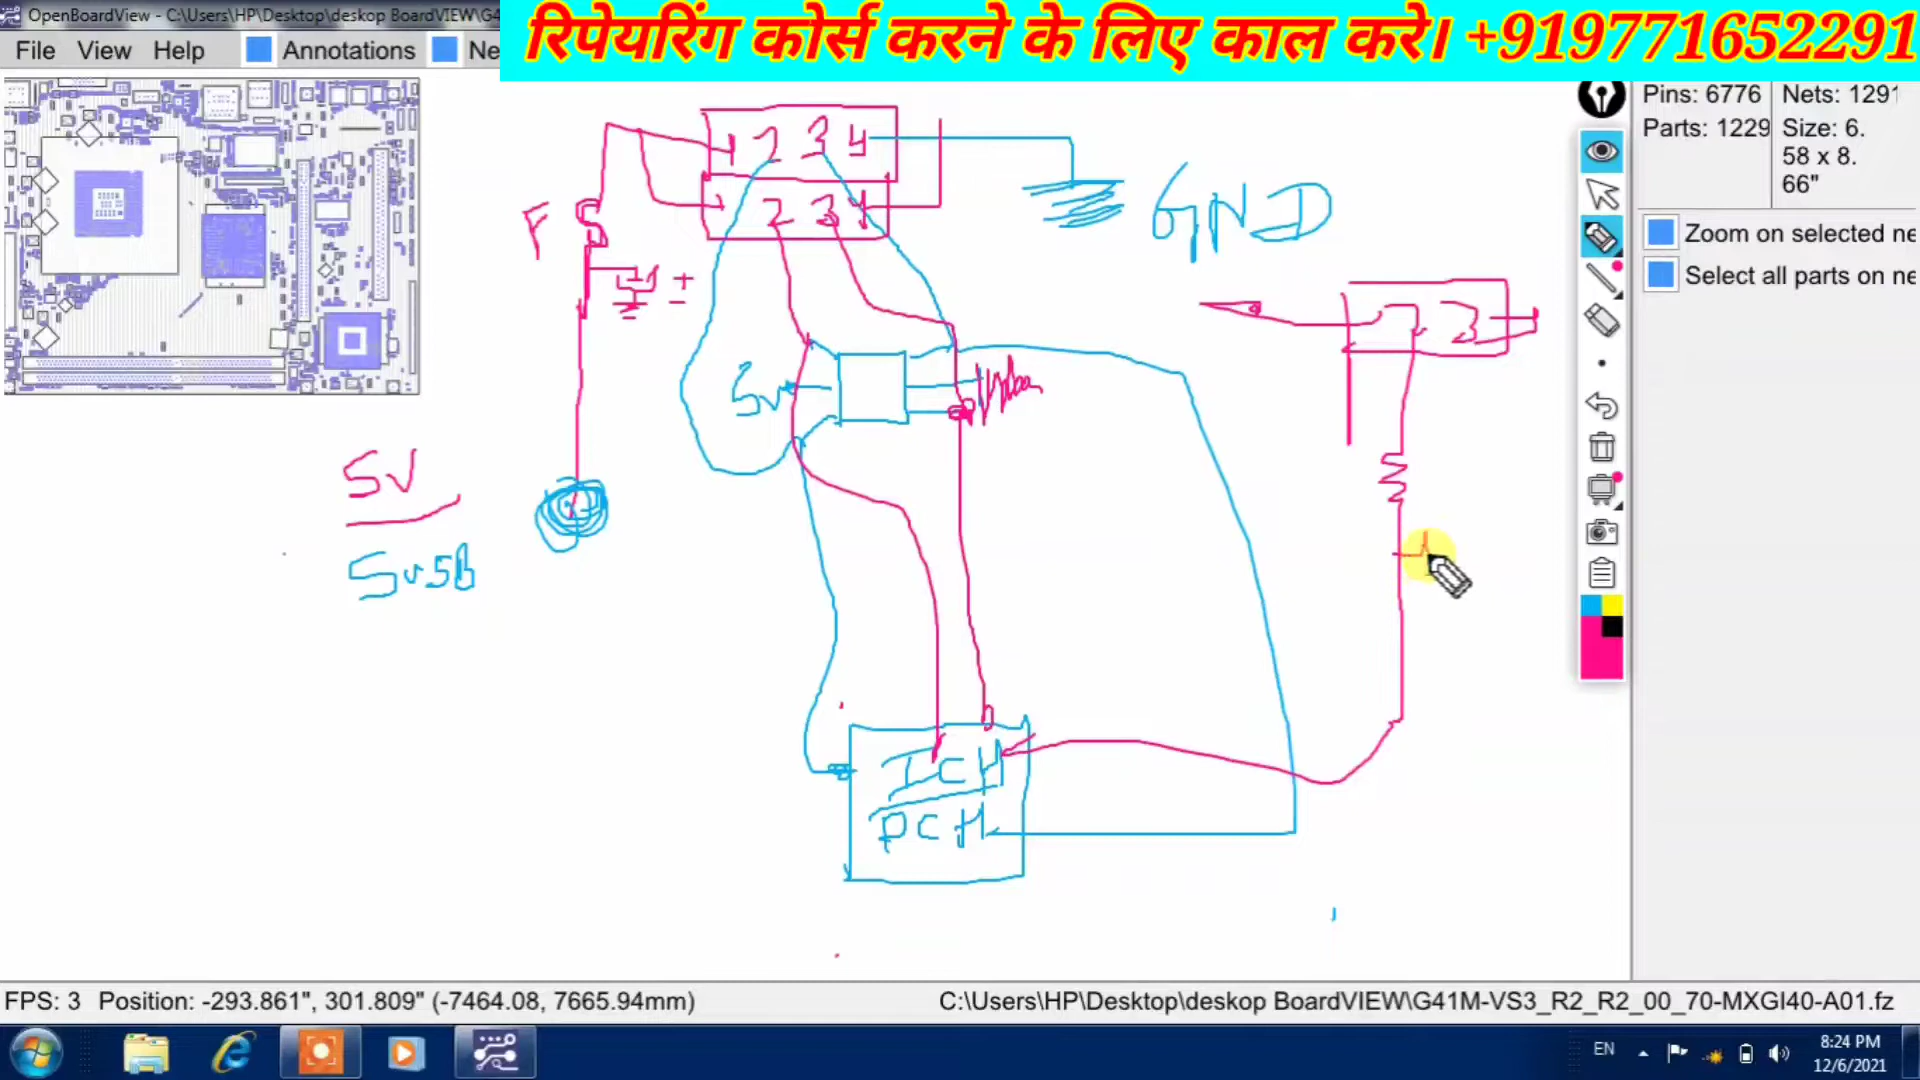 OpenBoardView - C:\Users\HP\Desktop\deskop BoardVIEW\G41
रिपेयरिंग कोर्स करने के लिए काल करे। +919771652291
File View Help Annotations Ne
Pins: 6776 Nets: 1291
Parts: 1229 Size: 6.
58 x 8.
66"
Zoom on selected ne
Select all parts on ne
1 2 3 4
1 2 3 4
F
GND
+
-
2 3
5v
5V
5v5B
ICH
PCH
FPS: 3 Position: -293.861", 301.809" (-7464.08, 7665.94mm)
C:\Users\HP\Desktop\deskop BoardVIEW\G41M-VS3_R2_R2_00_70-MXGI40-A01.fz
EN
8:24 PM
12/6/2021